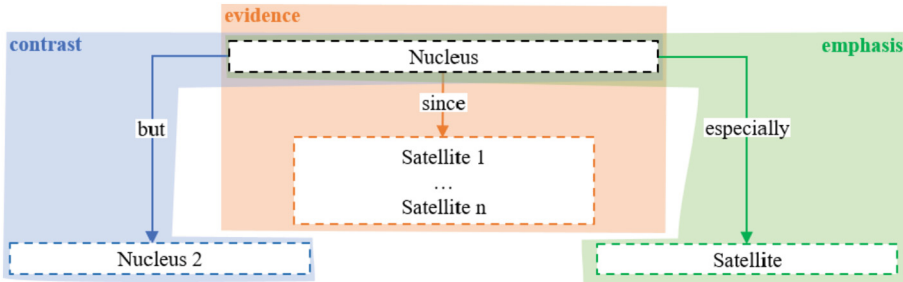 evidence
contrast
emphasis
Nucleus
since
but
especially
Satellite 1
...
Satellite n
Nucleus 2
Satellite